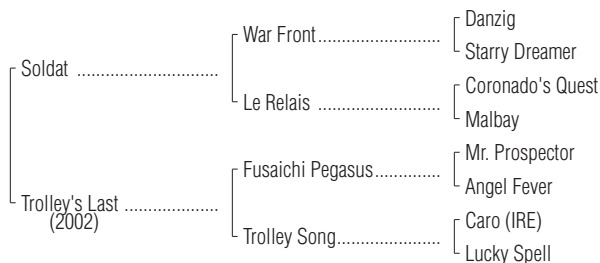 Danzig
War Front
Starry Dreamer
Soldat
Coronado's Quest
Le Relais
Malbay
Mr. Prospector
Fusaichi Pegasus
Angel Fever
Trolley's Last
(2002)
Caro (IRE)
Trolley Song
Lucky Spell